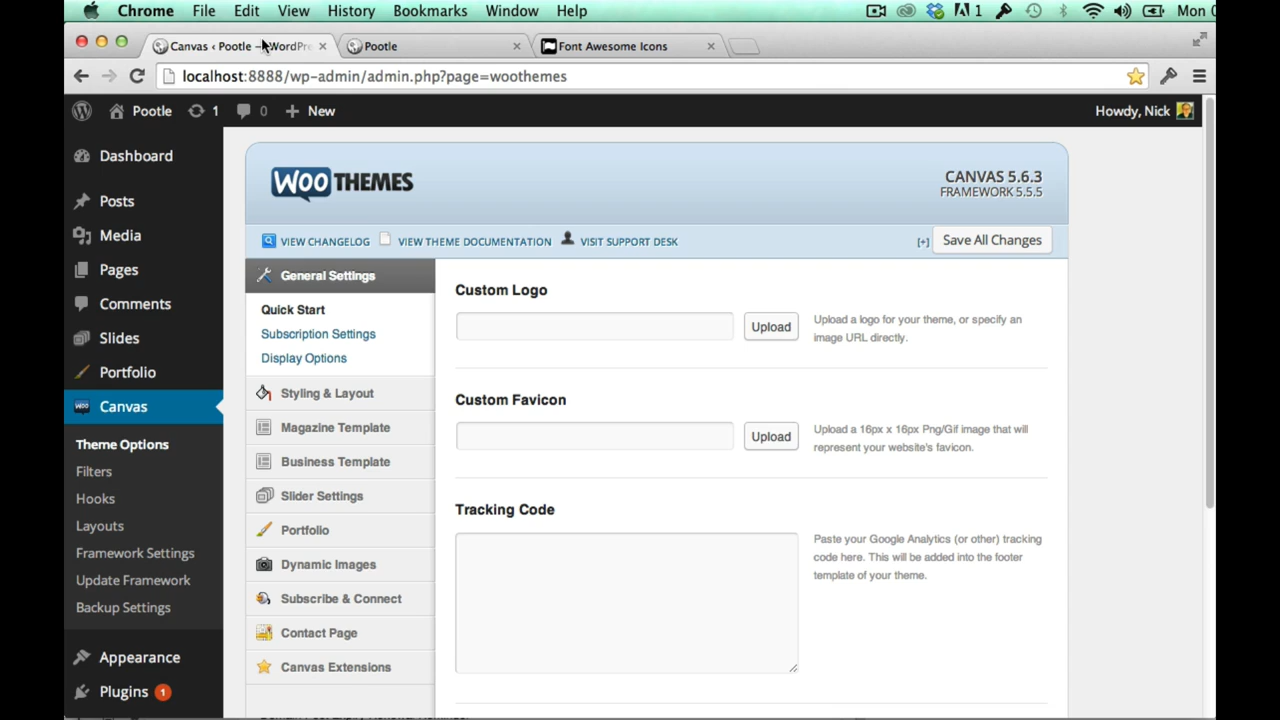 Chrome File Edit View History Bookmarks Window Help 1 Mon
Canvas ‹ Pootle — WordPre
Pootle
Font Awesome Icons
localhost:8888/wp-admin/admin.php?page=woothemes
Pootle 1 0 + New
Howdy, Nick
Dashboard
Posts
Media
Pages
Comments
Slides
Portfolio
Canvas
Theme Options
Filters
Hooks
Layouts
Framework Settings
Update Framework
Backup Settings
Appearance
Plugins 1
WOOTHEMES
CANVAS 5.6.3
FRAMEWORK 5.5.5
VIEW CHANGELOG VIEW THEME DOCUMENTATION VISIT SUPPORT DESK
[+] Save All Changes
General Settings
Quick Start
Subscription Settings
Display Options
Styling & Layout
Magazine Template
Business Template
Slider Settings
Portfolio
Dynamic Images
Subscribe & Connect
Contact Page
Canvas Extensions
Custom Logo
Upload
Upload a logo for your theme, or specify an
image URL directly.
Custom Favicon
Upload
Upload a 16px x 16px Png/Gif image that will
represent your website's favicon.
Tracking Code
Paste your Google Analytics (or other) tracking
code here. This will be added into the footer
template of your theme.